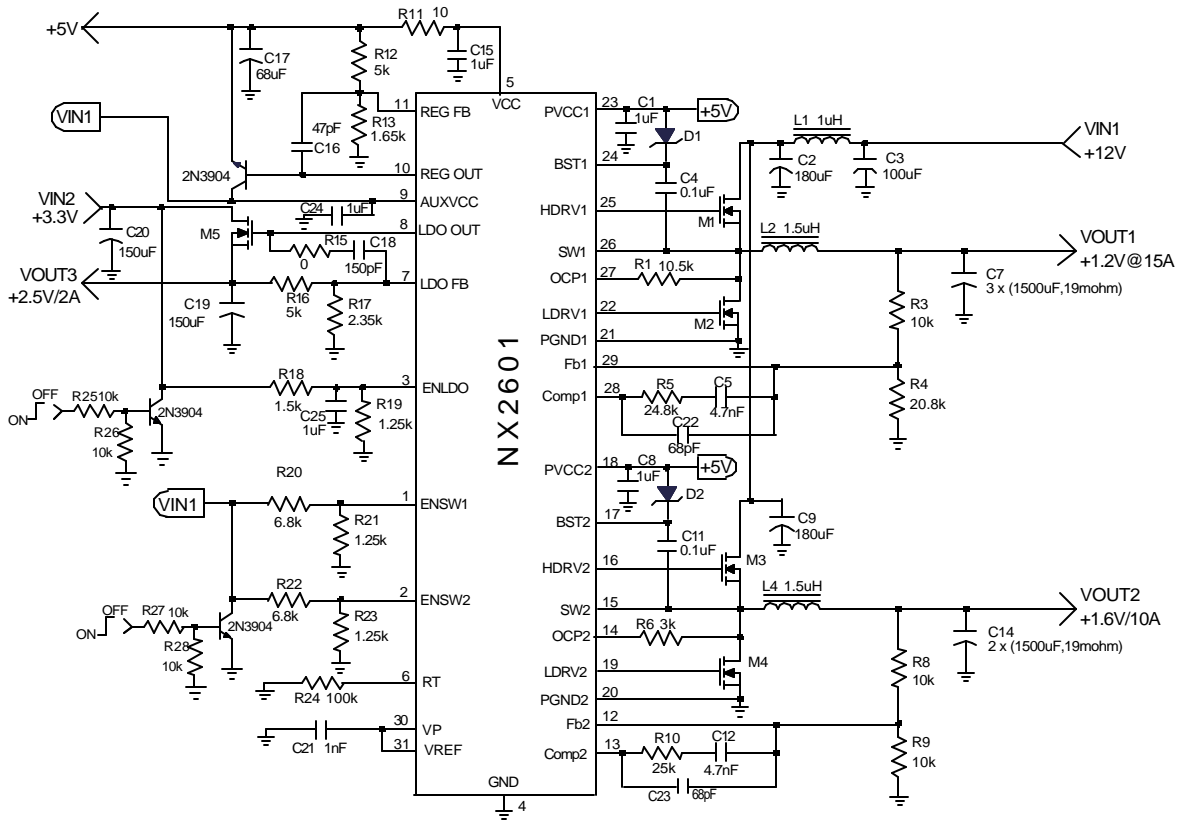 +5V
R11 10
C17
68uF
R12
5k
C15
1uF
5
VCC
VIN1
11
REG FB
R13
1.65k
47pF
C16
2N3904
10
REG OUT
9
AUXVCC
VIN2
+3.3V
C24
1uF
8
LDO OUT
C20
150uF
M5
R15
0
C18
150pF
VOUT3
+2.5V/2A
7
LDO FB
C19
150uF
R16
5k
R17
2.35k
3
ENLDO
R18
1.5k
C25
1uF
R19
1.25k
OFF
ON
R25 10k
2N3904
R26
10k
VIN1
R20
6.8k
1
ENSW1
R21
1.25k
R22
6.8k
2
ENSW2
R23
1.25k
OFF
ON
R27 10k
2N3904
R28
10k
6
RT
R24 100k
30
VP
C21 1nF
31
VREF
GND
4
NX2601
PVCC1
23
C1
1uF
+5V
D1
BST1
24
C4
0.1uF
HDRV1
25
M1
L1 1uH
VIN1
+12V
C2
180uF
C3
100uF
SW1
26
L2 1.5uH
VOUT1
+1.2V@15A
OCP1
27
R1 10.5k
C7
3 x (1500uF,19mohm)
LDRV1
22
M2
R3
10k
PGND1
21
Fb1
29
Comp1
28
R5
24.8k
C5
4.7nF
C22
68pF
R4
20.8k
PVCC2
18
C8
1uF
+5V
D2
BST2
17
C11
0.1uF
C9
180uF
HDRV2
16
M3
SW2
15
L4 1.5uH
VOUT2
+1.6V/10A
OCP2
14
R6 3k
C14
2 x (1500uF,19mohm)
LDRV2
19
M4
R8
10k
PGND2
20
Fb2
12
Comp2
13
R10
25k
C12
4.7nF
C23
68pF
R9
10k